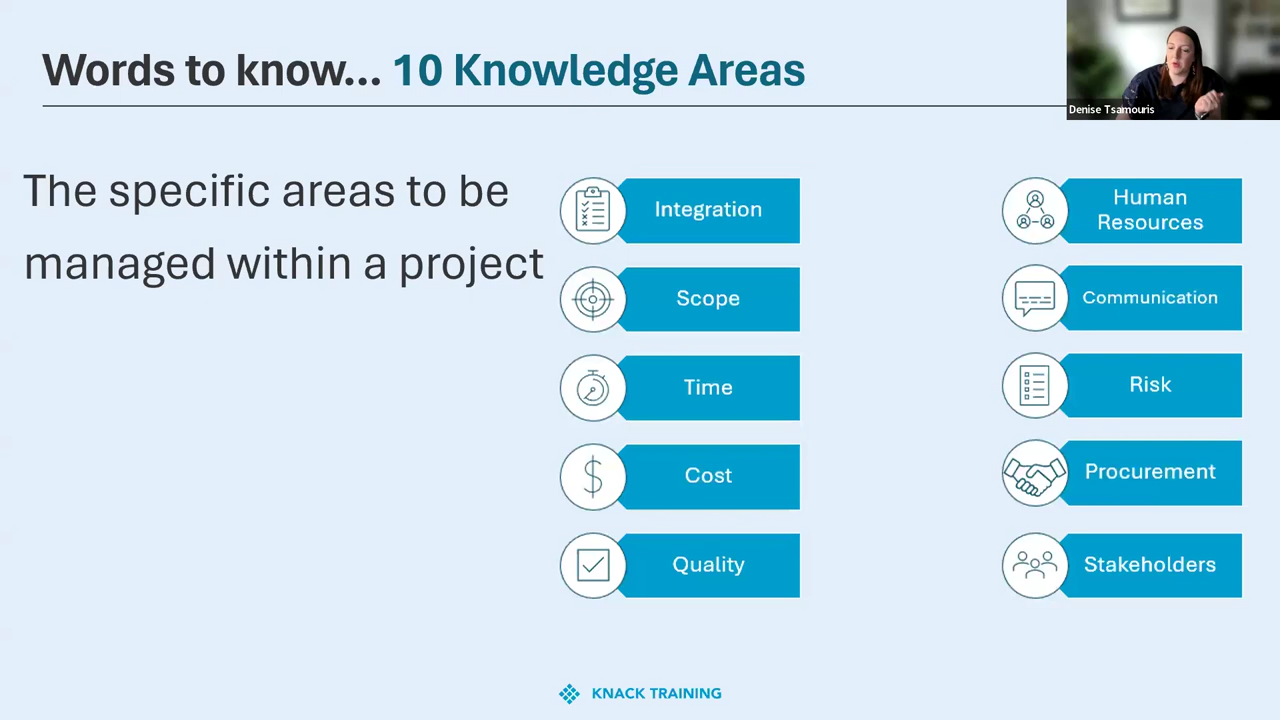 Words to know... 10 Knowledge Areas
Denise Tsamouris
The specific areas to be
managed within a project
Integration
Scope
Time
Cost
Quality
Human
Resources
Communication
Risk
Procurement
Stakeholders
KNACK TRAINING